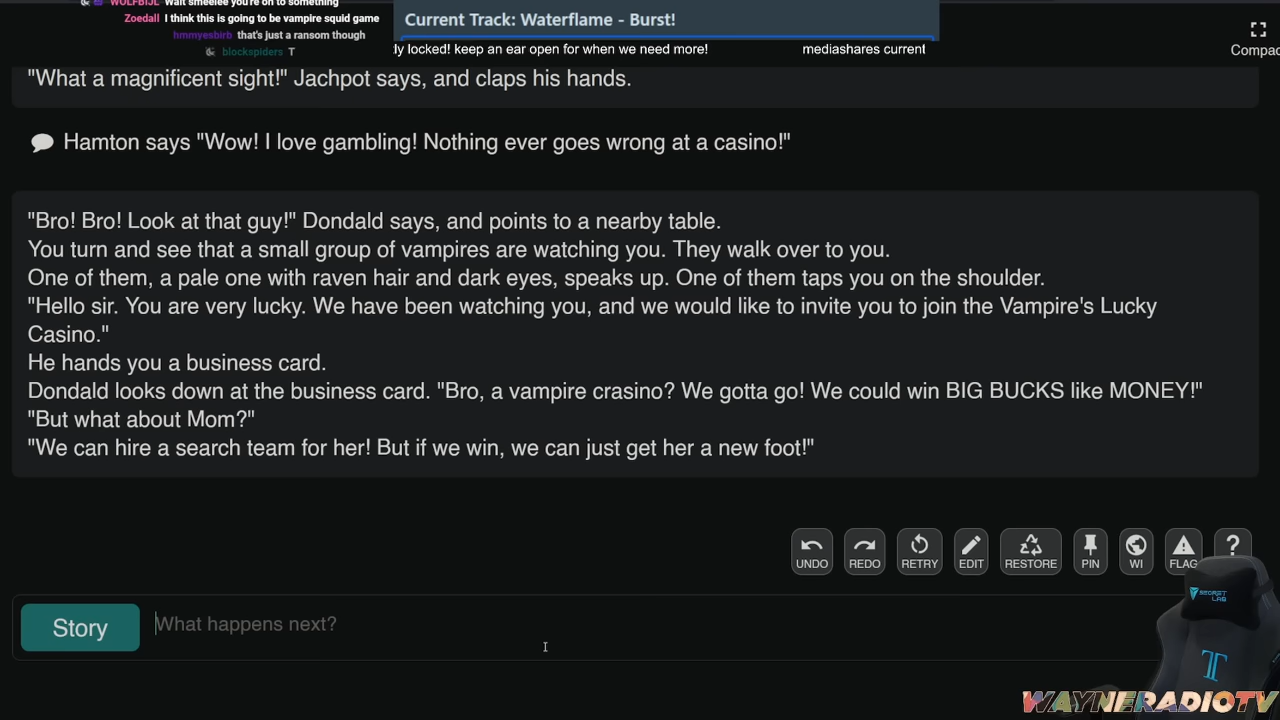 WOLFBIJL Wait smeelee you're on to something
Zoedall I think this is going to be vampire squid game
hmmyesbirb that's just a ransom though
blockspiders T
Current Track: Waterflame - Burst!
ly locked! keep an ear open for when we need more! mediashares current
Compac
"What a magnificent sight!" Jachpot says, and claps his hands.
Hamton says "Wow! I love gambling! Nothing ever goes wrong at a casino!"
"Bro! Bro! Look at that guy!" Dondald says, and points to a nearby table.
You turn and see that a small group of vampires are watching you. They walk over to you.
One of them, a pale one with raven hair and dark eyes, speaks up. One of them taps you on the shoulder.
"Hello sir. You are very lucky. We have been watching you, and we would like to invite you to join the Vampire's Lucky
Casino."
He hands you a business card.
Dondald looks down at the business card. "Bro, a vampire crasino? We gotta go! We could win BIG BUCKS like MONEY!"
"But what about Mom?"
"We can hire a search team for her! But if we win, we can just get her a new foot!"
UNDO REDO RETRY EDIT RESTORE PIN WI FLAG ?
Story What happens next?
SECRET LAB
WAYNERADIOTV